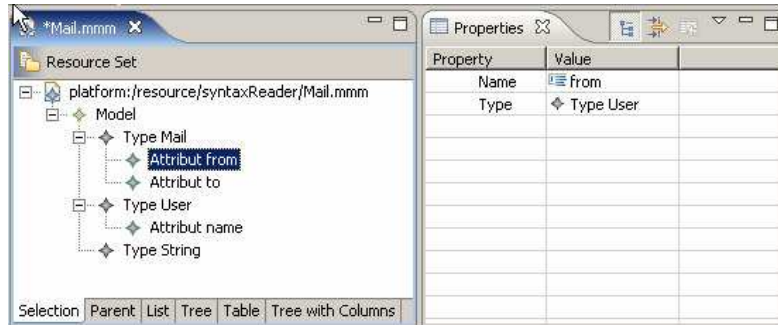 *Mail.mmm
Resource Set
platform:/resource/syntaxReader/Mail.mmm
Model
Type Mail
Attribut from
Attribut to
Type User
Attribut name
Type String
Selection Parent List Tree Table Tree with Columns
Properties
Property Value
Name from
Type Type User